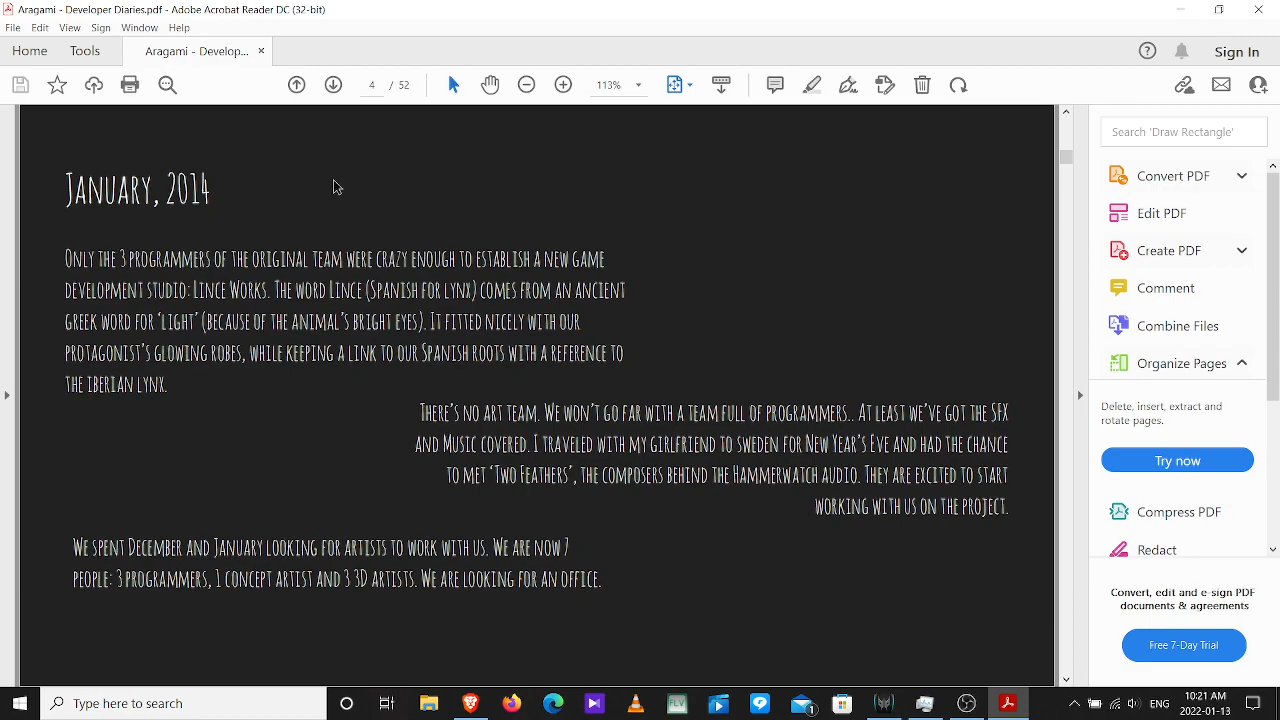 Aragami - Developer Diaries.pdf - Adobe Acrobat Reader DC (32-bit)
File Edit View Sign Window Help
Home Tools Aragami - Develop... × Sign In
4 / 52 113%
Search 'Draw Rectangle'
January, 2014
Only the 3 programmers of the original team were crazy enough to establish a new game
development studio: Lince Works. The word Lince (Spanish for lynx) comes from an ancient
greek word for 'light' (because of the animal's bright eyes). It fitted nicely with our
protagonist's glowing robes, while keeping a link to our Spanish roots with a reference to
the iberian lynx.
There's no art team. We won't go far with a team full of programmers.. At least we've got the SFX
and Music covered. I traveled with my girlfriend to sweden for New Year's Eve and had the chance
to met 'Two Feathers', the composers behind the Hammerwatch audio. They are excited to start
working with us on the project.
We spent December and January looking for artists to work with us. We are now 7
people: 3 programmers, 1 concept artist and 3 3D artists. We are looking for an office.
Convert PDF
Edit PDF
Create PDF
Comment
Combine Files
Organize Pages
Delete, insert, extract and
rotate pages.
Try now
Compress PDF
Redact
Convert, edit and e-sign PDF
documents & agreements
Free 7-Day Trial
Type here to search
FLV
1
ENG
10:21 AM
2022-01-13